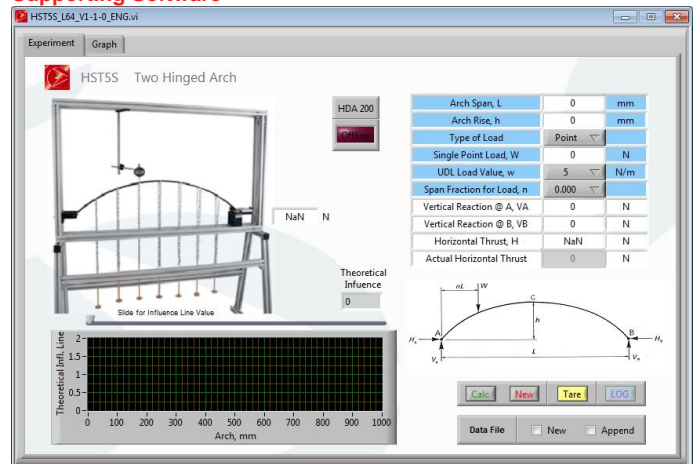 Supporting Software
HST5S_L64_V1-1-0_ENG.vi
Experiment Graph
HST5S Two Hinged Arch
HDA 200
Offline
NaN N
Theoretical
Infuence
0
Slide for Influence Line Value
Arch Span, L 0 mm
Arch Rise, h 0 mm
Type of Load Point
Single Point Load, W 0 N
UDL Load Value, w 5 N/m
Span Fraction for Load, n 0.000
Vertical Reaction @ A, VA 0 N
Vertical Reaction @ B, VB 0 N
Horizontal Thrust, H NaN N
Actual Horizontal Thrust 0 N
nL W
C
h
A B
L
Theoretical Infl. Line
2-
1.5-
1-
0.5-
0-
0 100 200 300 400 500 600 700 800 900 1000
Arch, mm
Calc New Tare LOG
Data File New Append